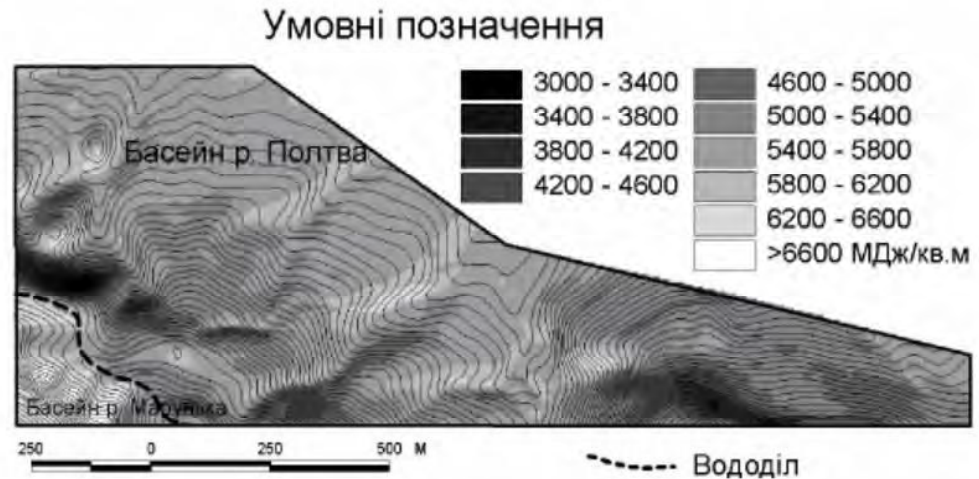 Умовні позначення
3000 - 3400
3400 - 3800
3800 - 4200
4200 - 4600
4600 - 5000
5000 - 5400
5400 - 5800
5800 - 6200
6200 - 6600
>6600 МДж/кв.м
Басейн р. Полтва
Басейн р. Марунька
250 0 250 500 м
Вододіл